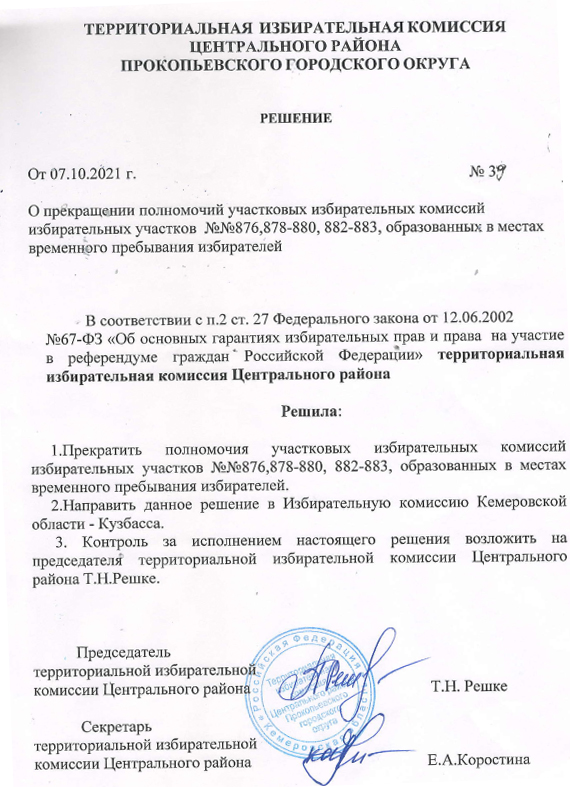 ТЕРРИТОРИАЛЬНАЯ ИЗБИРАТЕЛЬНАЯ КОМИССИЯ
ЦЕНТРАЛЬНОГО РАЙОНА
ПРОКОПЬЕВСКОГО ГОРОДСКОГО ОКРУГА
РЕШЕНИЕ
От 07.10.2021 г. № 39
О прекращении полномочий участковых избирательных комиссий
избирательных участков №№876,878-880, 882-883, образованных в местах
временного пребывания избирателей
В соответствии с п.2 ст. 27 Федерального закона от 12.06.2002
№67-ФЗ «Об основных гарантиях избирательных прав и права на участие
в референдуме граждан Российской Федерации» территориальная
избирательная комиссия Центрального района
Решила:
1.Прекратить полномочия участковых избирательных комиссий
избирательных участков №№876,878-880, 882-883, образованных в местах
временного пребывания избирателей.
2.Направить данное решение в Избирательную комиссию Кемеровской
области - Кузбасса.
3. Контроль за исполнением настоящего решения возложить на
председателя территориальной избирательной комиссии Центрального
района Т.Н.Решке.
Председатель
территориальной избирательной
комиссии Центрального района Т.Н. Решке
Секретарь
территориальной избирательной
комиссии Центрального района Е.А.Коростина
Российская Федерация
Кемеровская область
Территориальная
избирательная
комиссия
Центрального района
Прокопьевского
городского
округа